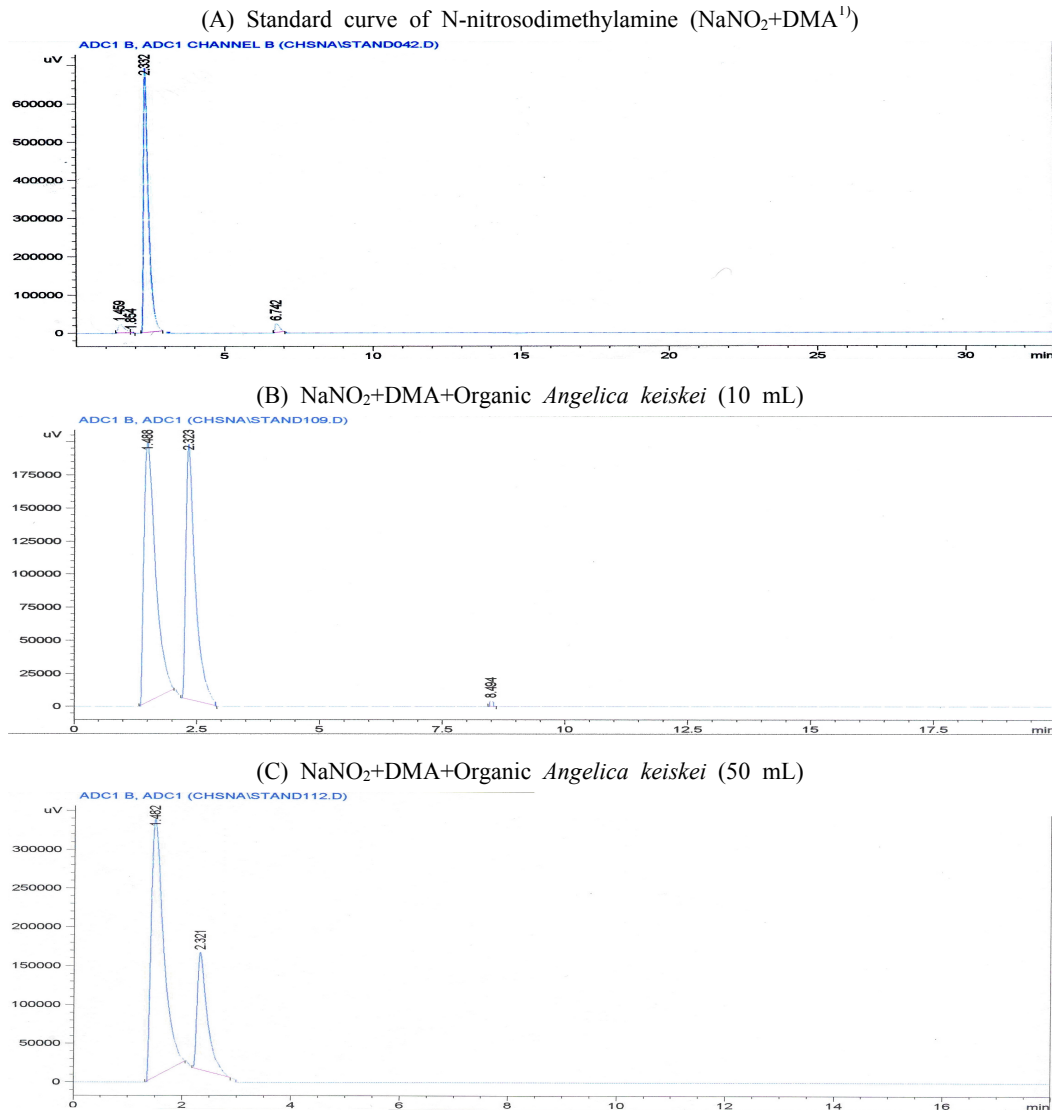 (A) Standard curve of N-nitrosodimethylamine (NaNO₂+DMA¹⁾)
ADC1 B, ADC1 CHANNEL B (CHSNA\STAND042.D)
uV
2.332
600000
500000
400000
300000
200000
100000
0
1.459
1.854
6.742
5 10 15 20 25 30 min
(B) NaNO₂+DMA+Organic Angelica keiskei (10 mL)
ADC1 B, ADC1 (CHSNA\STAND109.D)
uV
1.488 2.323
175000
150000
125000
100000
75000
50000
25000
0
8.494
0 2.5 5 7.5 10 12.5 15 17.5 min
(C) NaNO₂+DMA+Organic Angelica keiskei (50 mL)
ADC1 B, ADC1 (CHSNA\STAND112.D)
uV
1.482
300000
250000
200000
150000
100000
50000
0
2.321
0 2 4 6 8 10 12 14 16 min